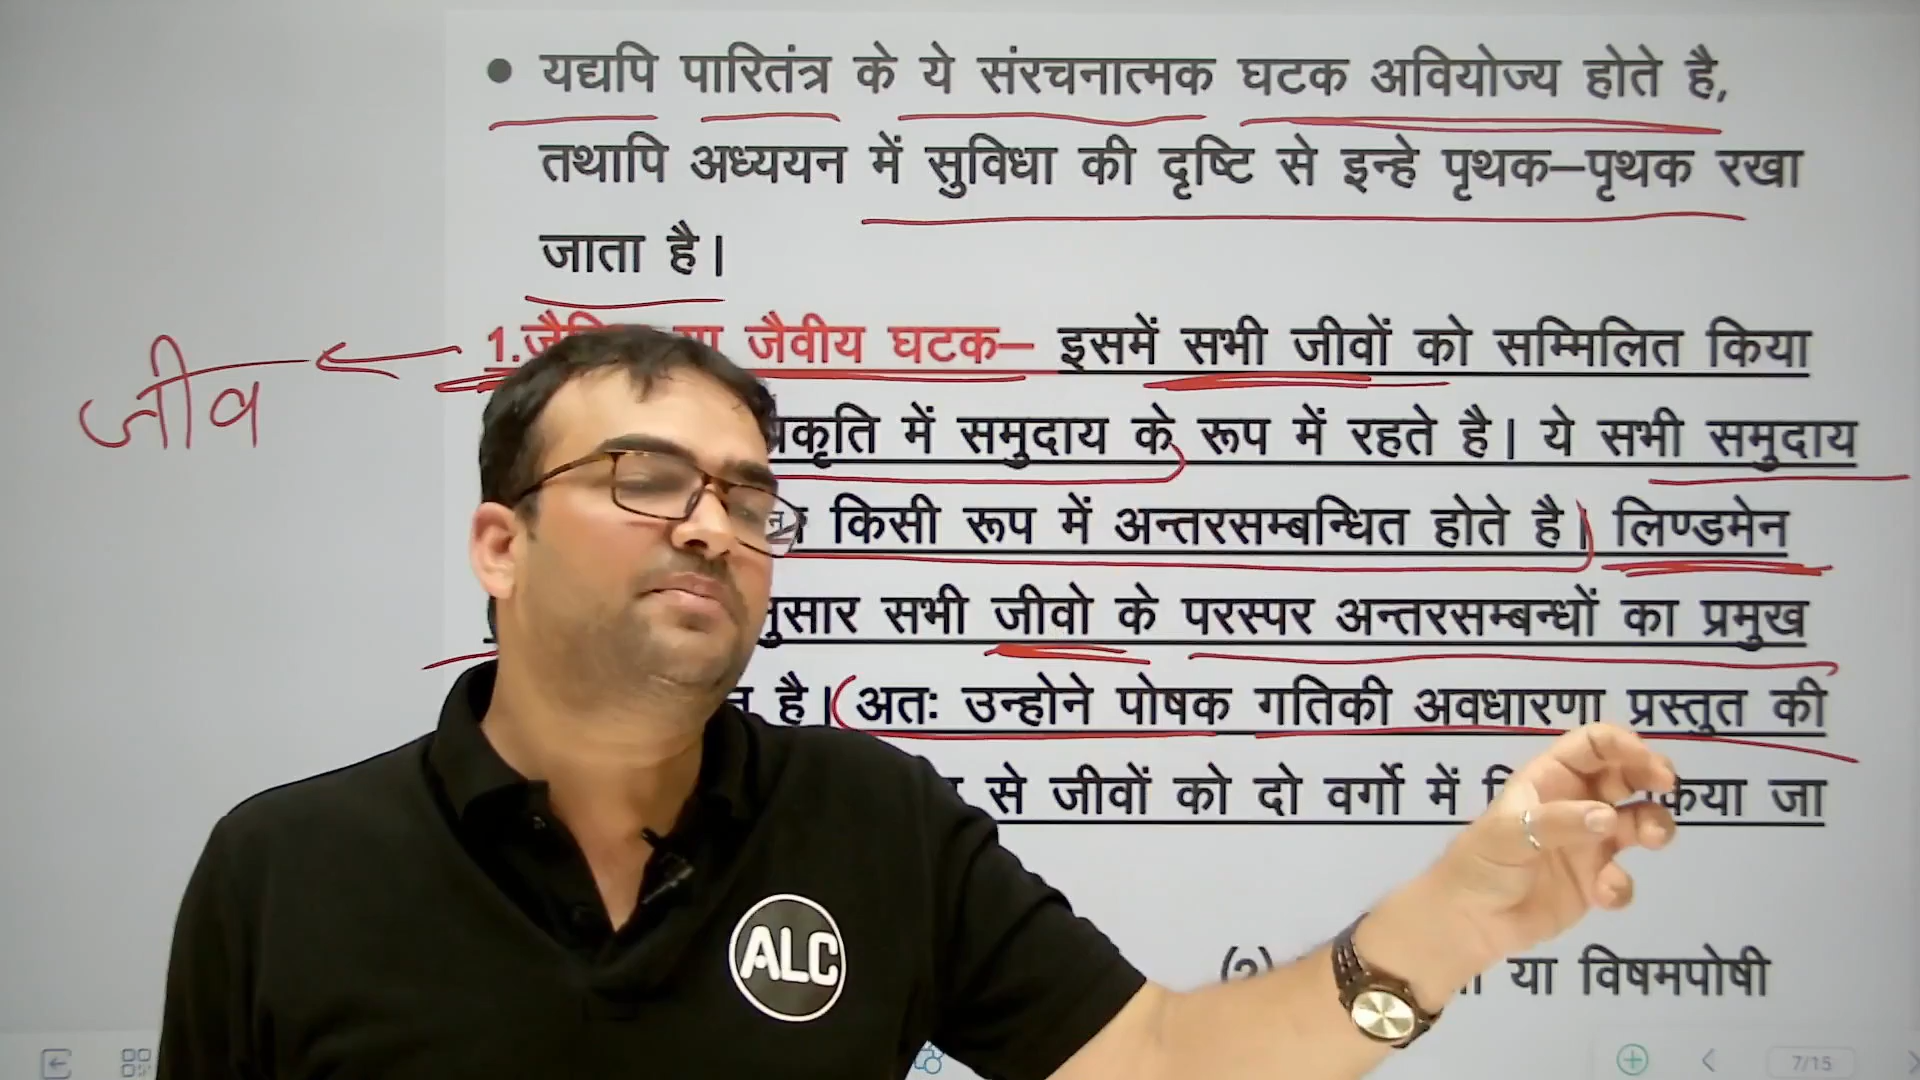 • यद्यपि पारितंत्र के ये संरचनात्मक घटक अवियोज्य होते है,
तथापि अध्ययन में सुविधा की दृष्टि से इन्हे पृथक–पृथक रखा
जाता है।
जीव
1. जैवीय घटक– इसमें सभी जीवों को सम्मिलित किया
में समुदाय के रूप में रहते है। ये सभी समुदाय
किसी रूप में अन्तरसम्बन्धित होते है। लिण्डमेन
सभी जीवो के परस्पर अन्तरसम्बन्धों का प्रमुख
है। अतः उन्होने पोषक गतिकी अवधारणा प्रस्तुत की
से जीवों को दो वर्गो में जा
या विषमपोषी
ALC
7/15